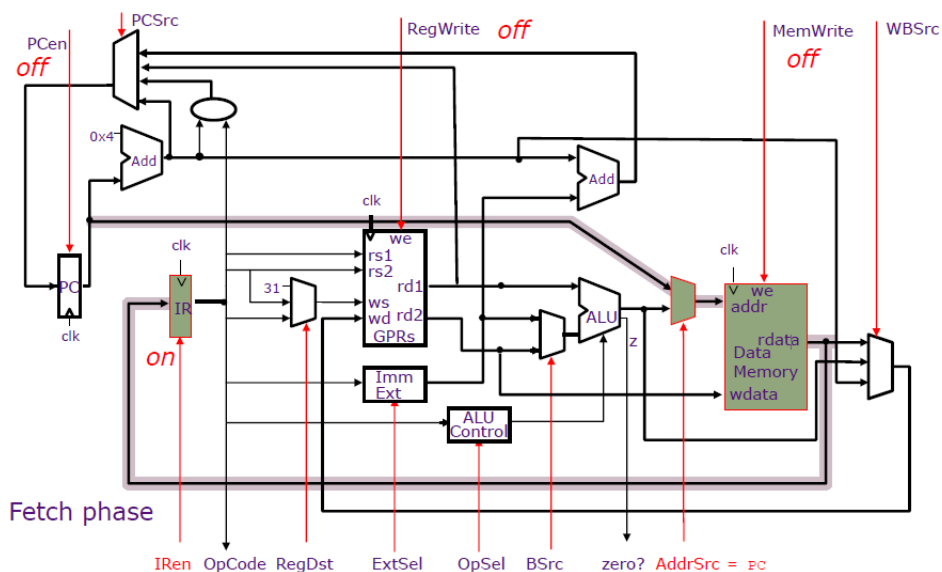 PCSrc
RegWrite off
MemWrite
off
WBSrc
PCen
off
0x4
Add
Add
clk
we
rs1
rs2
31
ws
wd
rd1
rd2
GPRs
clk
PC
clk
IR
on
ALU
z
clk
we
addr
rdata
Data
Memory
wdata
Imm
Ext
ALU
Control
Fetch phase
IRen OpCode RegDst ExtSel OpSel BSrc zero? AddrSrc = PC